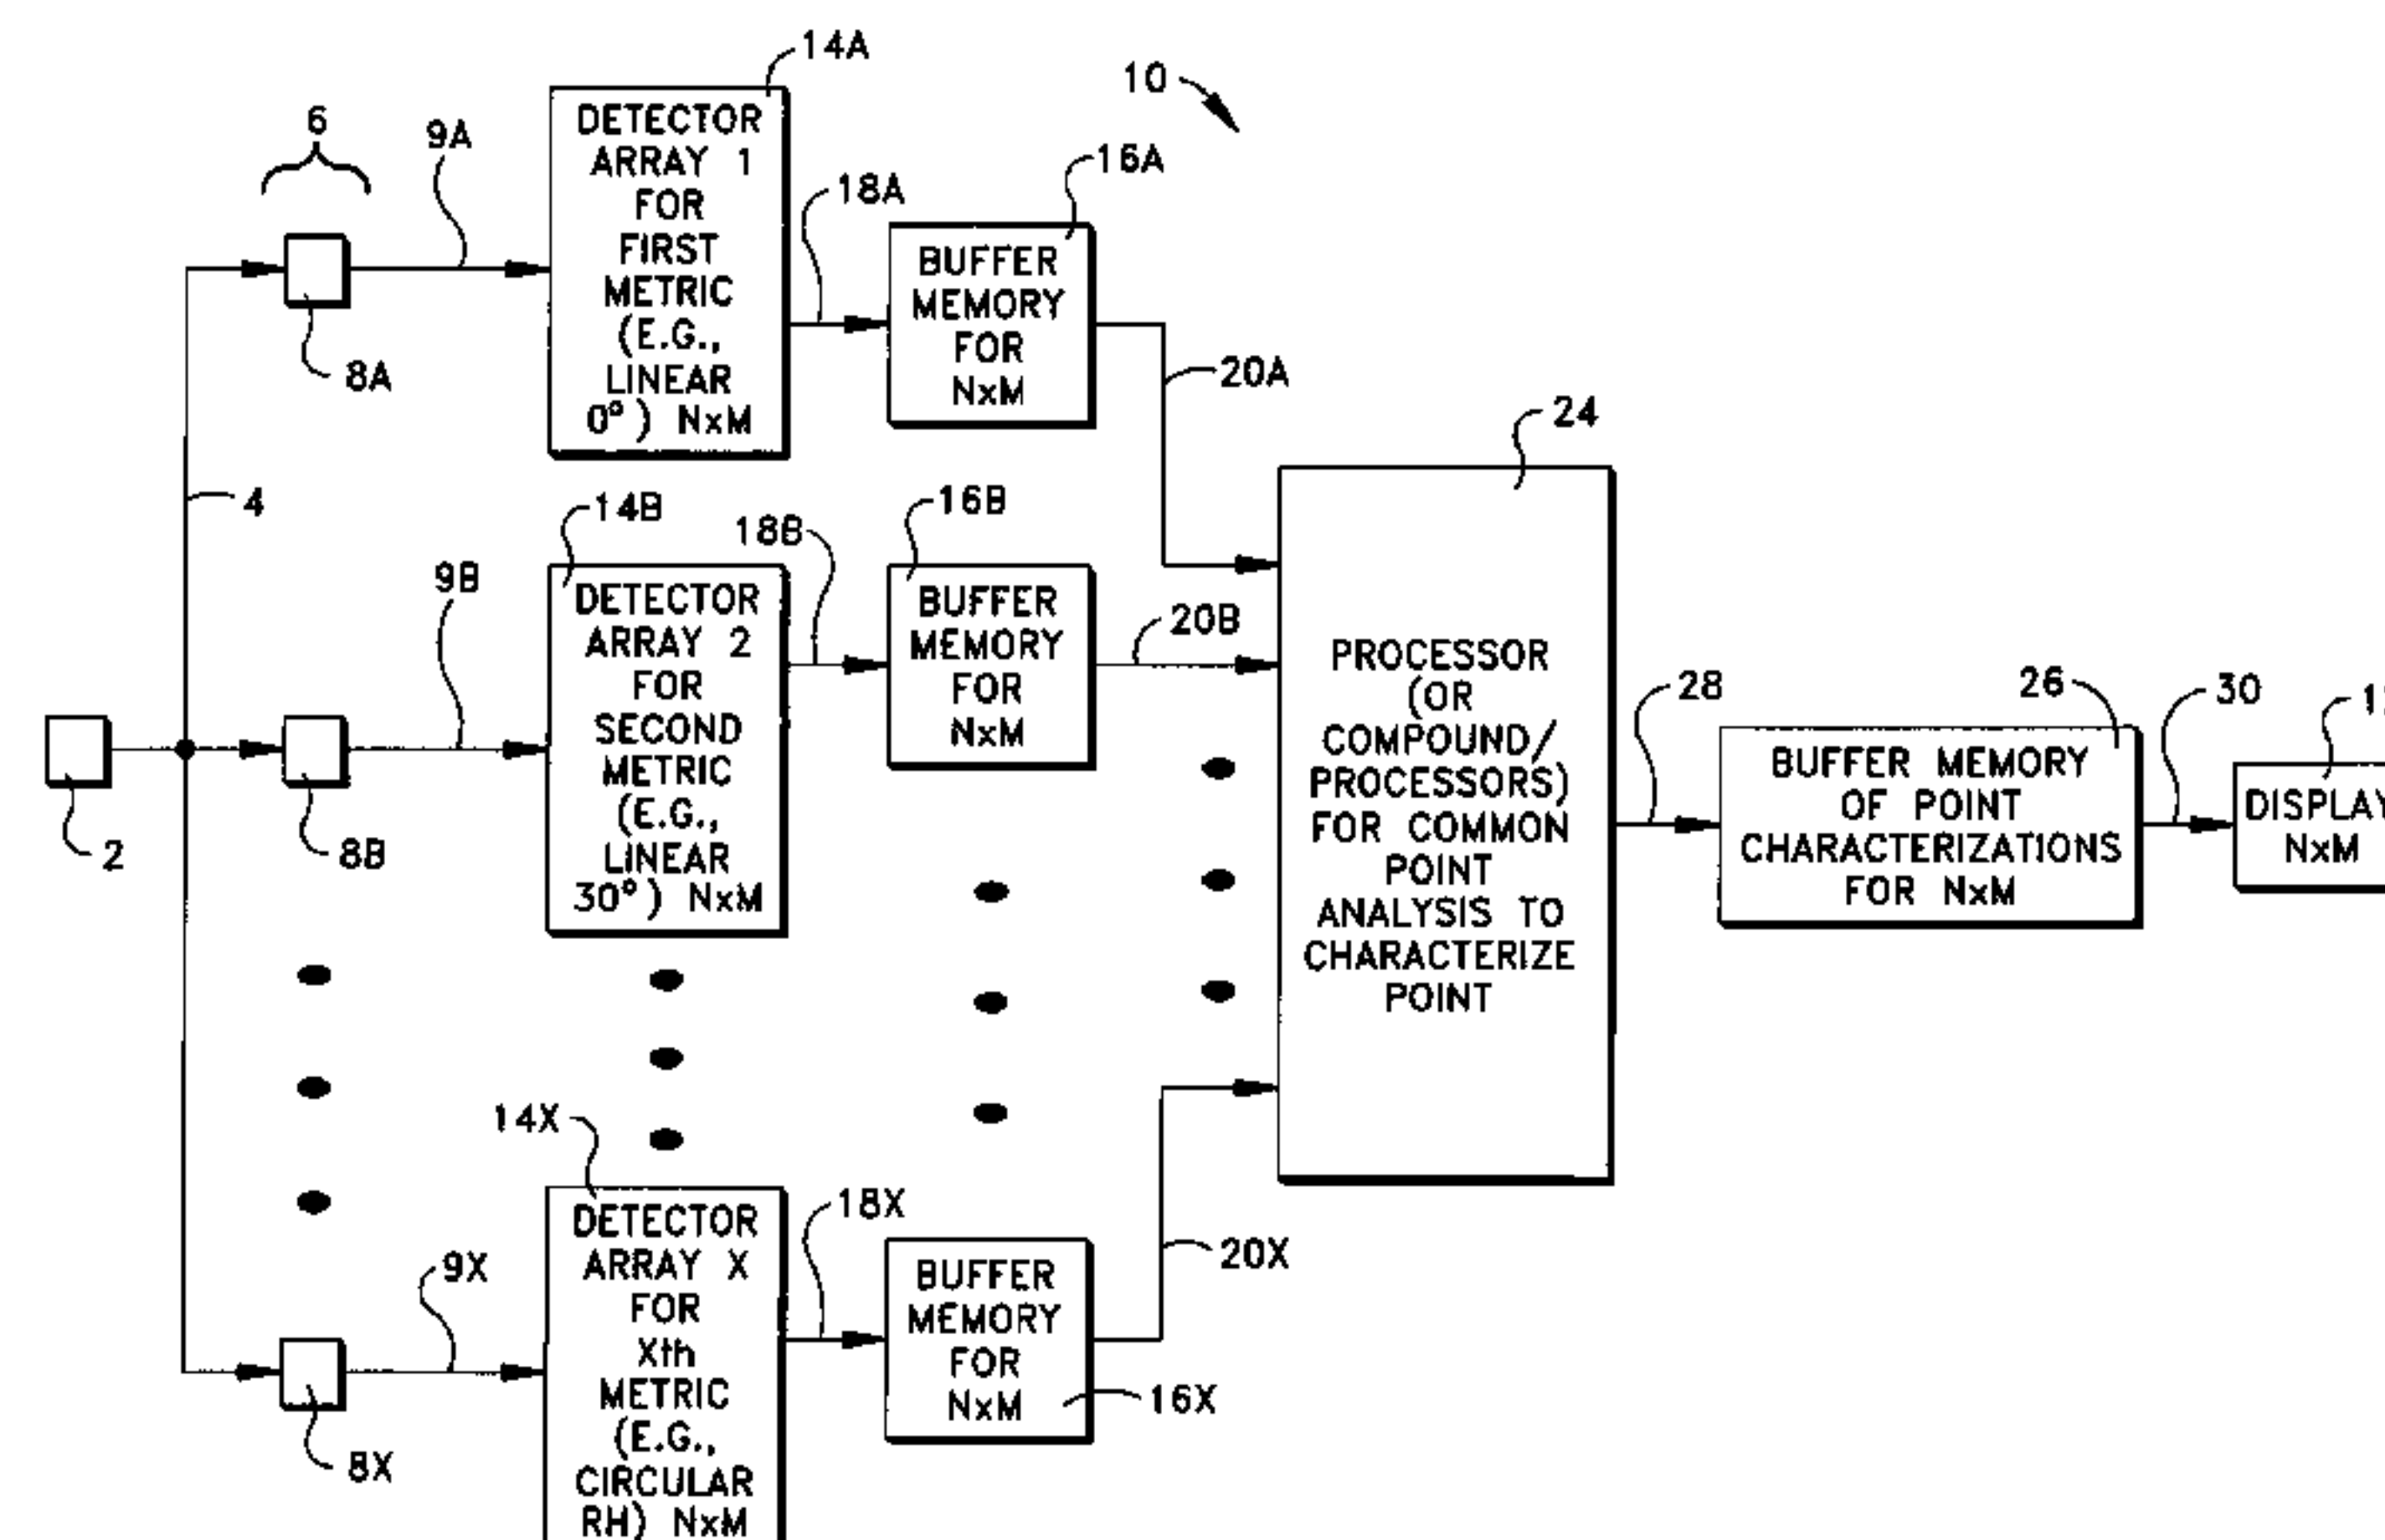 14A
10
6
9A
DETECTOR
ARRAY 1
FOR
FIRST
METRIC
(E.G.,
LINEAR
0°) NxM
18A
16A
BUFFER
MEMORY
FOR
NxM
8A
20A
24
4
14B
18B
16B
9B
DETECTOR
ARRAY 2
FOR
SECOND
METRIC
(E.G.,
LINEAR
30°) NxM
BUFFER
MEMORY
FOR
NxM
20B
PROCESSOR
(OR
COMPOUND/
PROCESSORS)
FOR COMMON
POINT
ANALYSIS TO
CHARACTERIZE
POINT
28
26
30
BUFFER MEMORY
OF POINT
CHARACTERIZATIONS
FOR NxM
DISPLAY
NxM
2
8B
14X
18X
9X
DETECTOR
ARRAY X
FOR
Xth
METRIC
(E.G.,
CIRCULAR
RH) NxM
BUFFER
MEMORY
FOR
NxM
20X
16X
8X